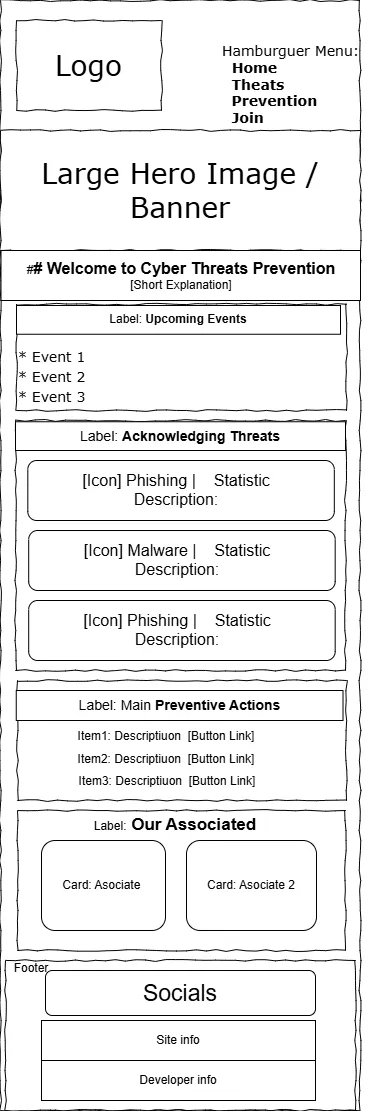 Logo
Hamburguer Menu:
Home
Theats
Prevention
Join
Large Hero Image /
Banner
## Welcome to Cyber Threats Prevention
[Short Explanation]
Label: Upcoming Events
* Event 1
* Event 2
* Event 3
Label: Acknowledging Threats
[Icon] Phishing | Statistic
Description:
[Icon] Malware | Statistic
Description:
[Icon] Phishing | Statistic
Description:
Label: Main Preventive Actions
Item1: Descriptiuon [Button Link]
Item2: Descriptiuon [Button Link]
Item3: Descriptiuon [Button Link]
Label: Our Associated
Card: Asociate
Card: Asociate 2
Footer
Socials
Site info
Developer info